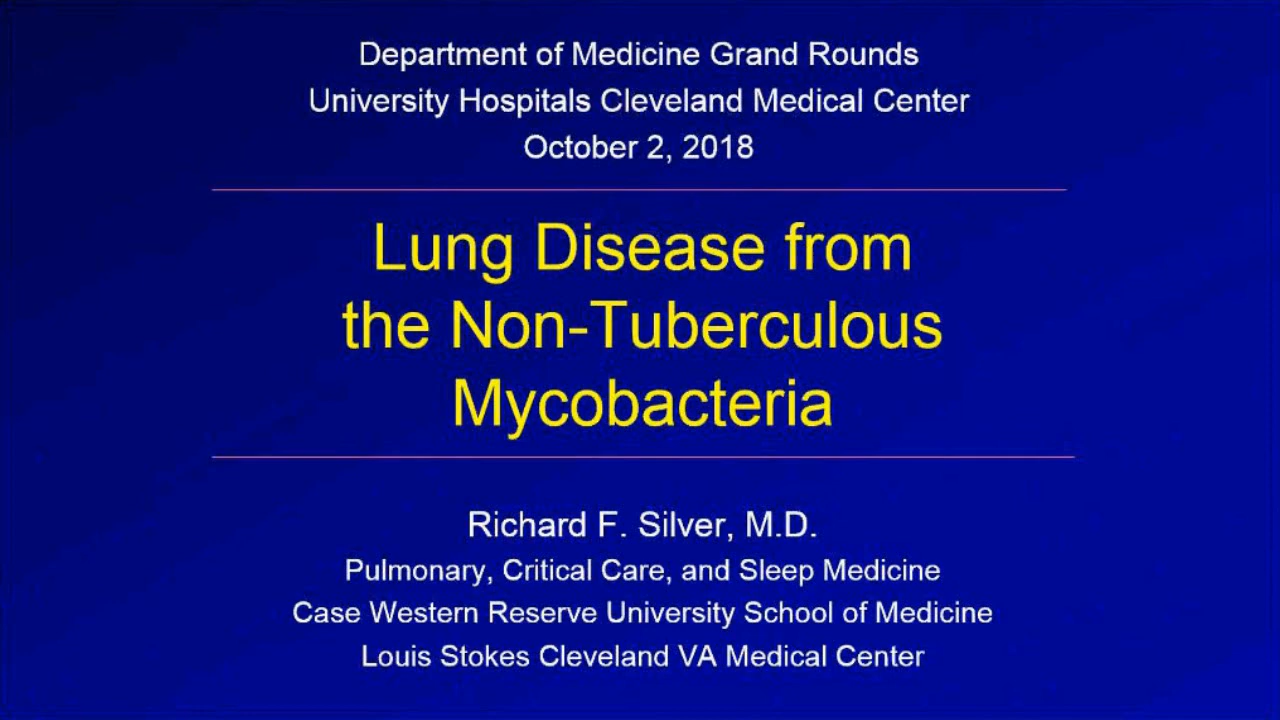 Department of Medicine Grand Rounds
University Hospitals Cleveland Medical Center
October 2, 2018
Lung Disease from
the Non-Tuberculous
Mycobacteria
Richard F. Silver, M.D.
Pulmonary, Critical Care, and Sleep Medicine
Case Western Reserve University School of Medicine
Louis Stokes Cleveland VA Medical Center